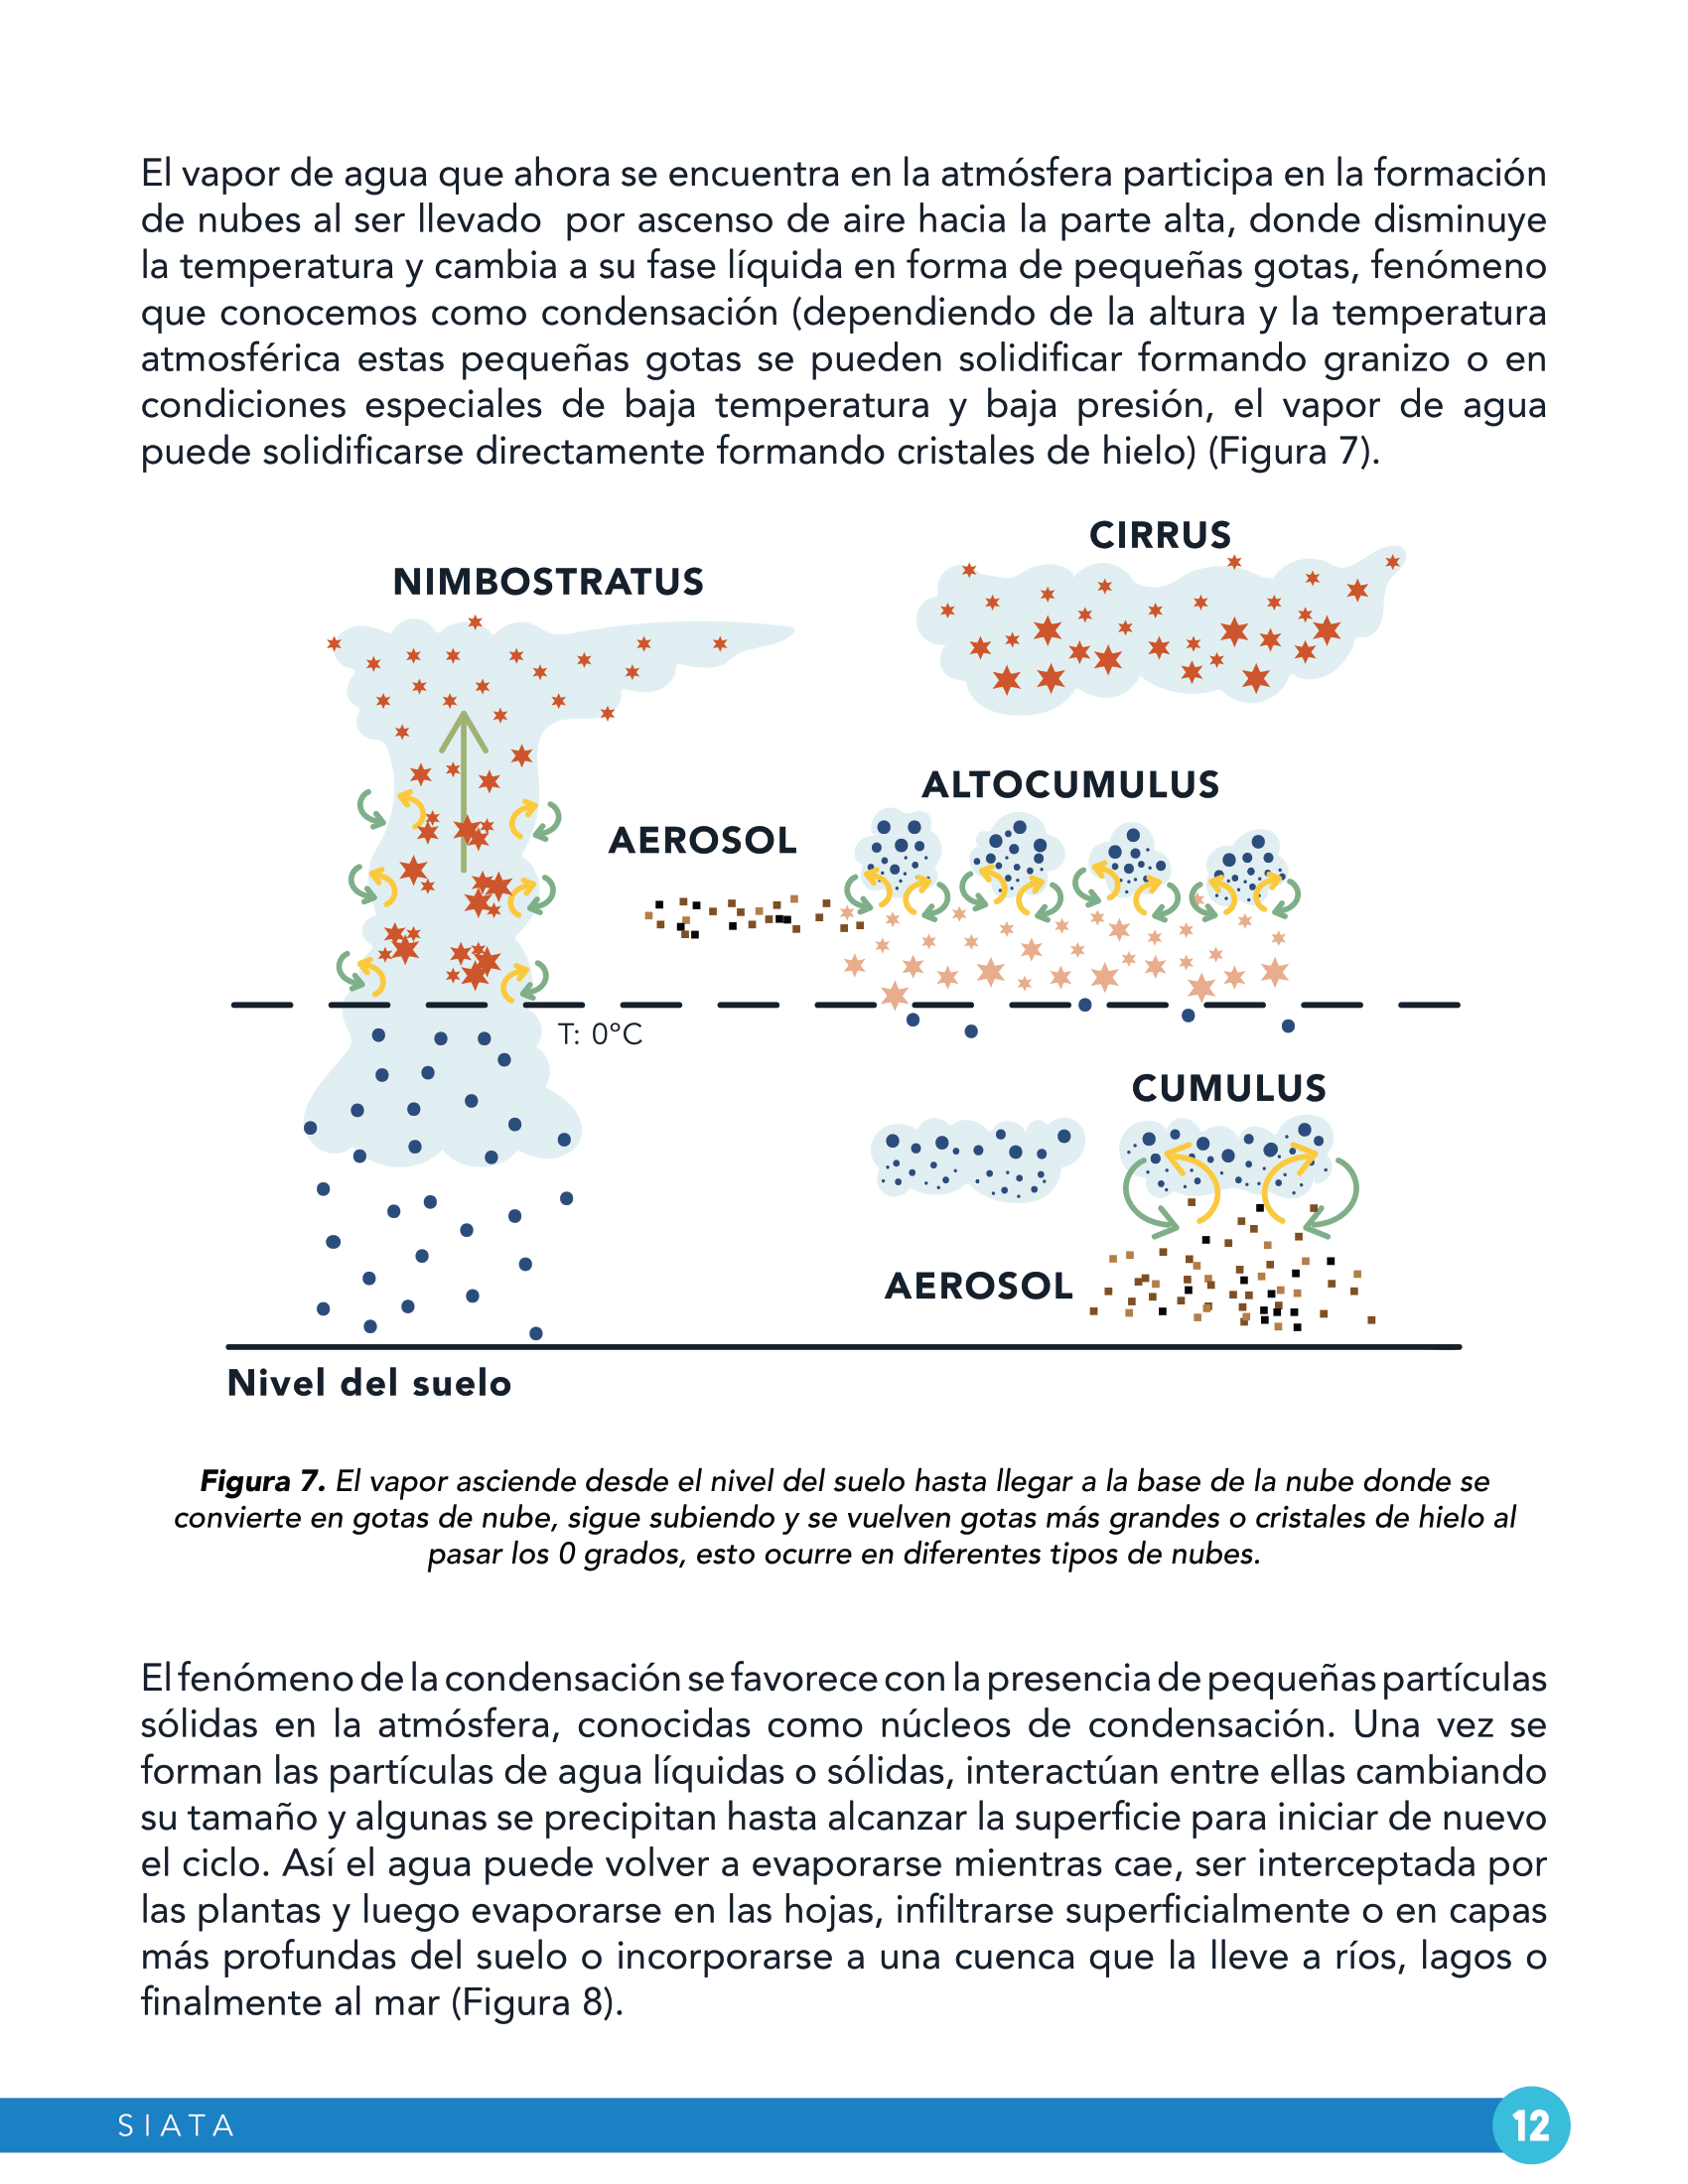 El vapor de agua que ahora se encuentra en la atmósfera participa en la formación
de nubes al ser llevado  por ascenso de aire hacia la parte alta, donde disminuye
la temperatura y cambia a su fase líquida en forma de pequeñas gotas, fenómeno
que conocemos como condensación (dependiendo de la altura y la temperatura
atmosférica estas pequeñas gotas se pueden solidificar formando granizo o en
condiciones especiales de baja temperatura y baja presión, el vapor de agua
puede solidificarse directamente formando cristales de hielo) (Figura 7).
CIRRUS
NIMBOSTRATUS
ALTOCUMULUS
AEROSOL
T: 0°C
CUMULUS
AEROSOL
Nivel del suelo
Figura 7. El vapor asciende desde el nivel del suelo hasta llegar a la base de la nube donde se
convierte en gotas de nube, sigue subiendo y se vuelven gotas más grandes o cristales de hielo al
pasar los 0 grados, esto ocurre en diferentes tipos de nubes.
El fenómeno de la condensación se favorece con la presencia de pequeñas partículas
sólidas en la atmósfera, conocidas como núcleos de condensación. Una vez se
forman las partículas de agua líquidas o sólidas, interactúan entre ellas cambiando
su tamaño y algunas se precipitan hasta alcanzar la superficie para iniciar de nuevo
el ciclo. Así el agua puede volver a evaporarse mientras cae, ser interceptada por
las plantas y luego evaporarse en las hojas, infiltrarse superficialmente o en capas
más profundas del suelo o incorporarse a una cuenca que la lleve a ríos, lagos o
finalmente al mar (Figura 8).
SIATA
12